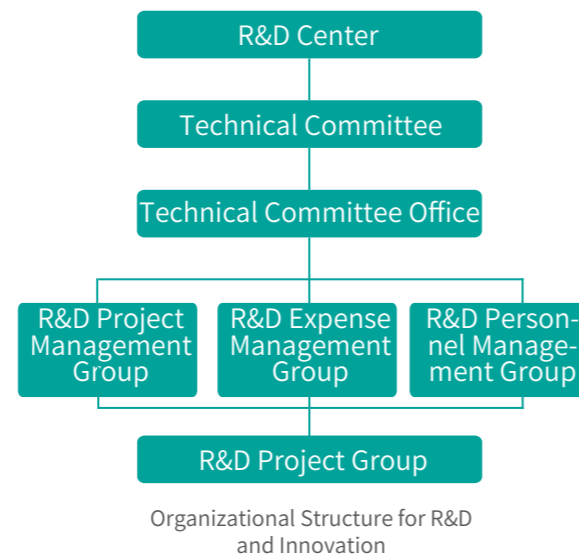 R&D Center
Technical Committee
Technical Committee Office
R&D Project
Management
Group
R&D Expense
Management
Group
R&D Person-
nel Manage-
ment Group
R&D Project Group
Organizational Structure for R&D
and Innovation